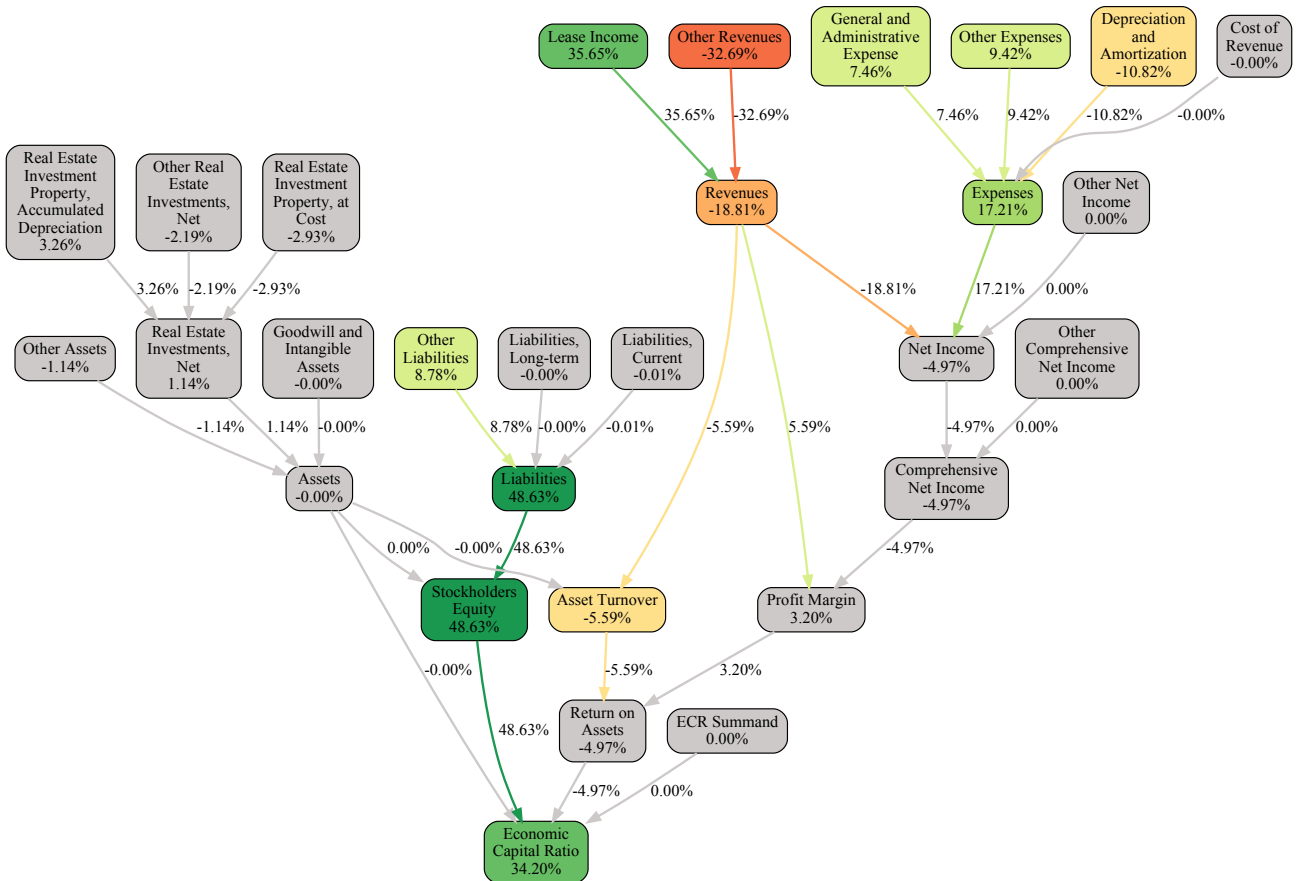 Lease Income
35.65%
Other Revenues
-32.69%
General and
Administrative
Expense
7.46%
Other Expenses
9.42%
Depreciation
and
Amortization
-10.82%
Cost of
Revenue
-0.00%
35.65%
-32.69%
7.46%
9.42%
-10.82%
-0.00%
Real Estate
Investment
Property,
Accumulated
Depreciation
3.26%
Other Real
Estate
Investments,
Net
-2.19%
Real Estate
Investment
Property, at
Cost
-2.93%
Revenues
-18.81%
Expenses
17.21%
Other Net
Income
0.00%
3.26%
-2.19%
-2.93%
-18.81%
17.21%
0.00%
Other Assets
-1.14%
Real Estate
Investments,
Net
1.14%
Goodwill and
Intangible
Assets
-0.00%
Other
Liabilities
8.78%
Liabilities,
Long-term
-0.00%
Liabilities,
Current
-0.01%
Net Income
-4.97%
Other
Comprehensive
Net Income
0.00%
-1.14%
1.14%
-0.00%
8.78%
-0.00%
-0.01%
-5.59%
5.59%
-4.97%
0.00%
Assets
-0.00%
Liabilities
48.63%
Comprehensive
Net Income
-4.97%
0.00%
-0.00%
48.63%
-4.97%
Stockholders
Equity
48.63%
Asset Turnover
-5.59%
Profit Margin
3.20%
-0.00%
-5.59%
3.20%
Return on
Assets
-4.97%
ECR Summand
0.00%
48.63%
-4.97%
0.00%
Economic
Capital Ratio
34.20%